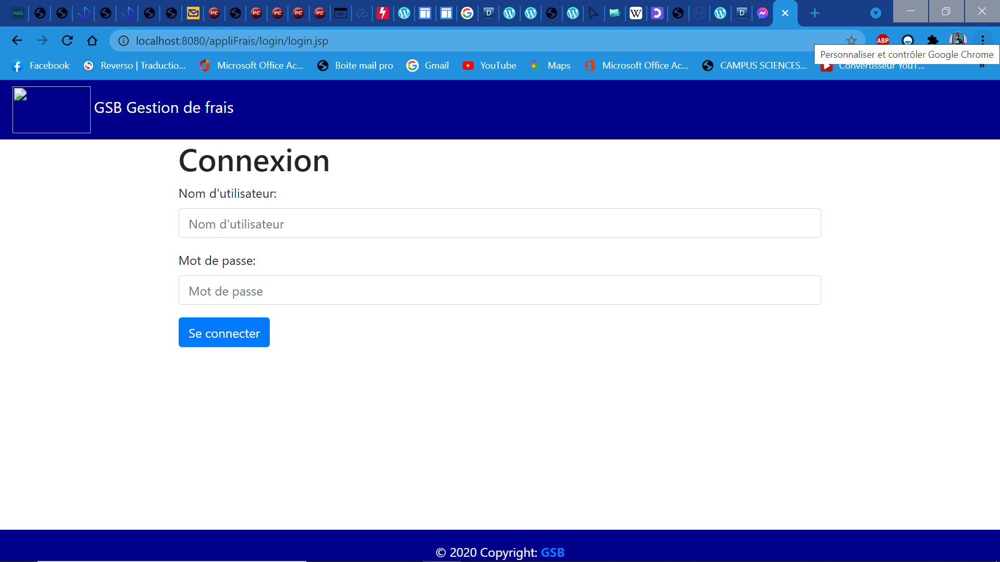 HAG
localhost:8080/appliFrais/login/login.jsp
ABP
Personnaliser et contrôler Google Chrome
Facebook
Reverso | Traductio...
Microsoft Office Ac...
Boite mail pro
Gmail
YouTube
Maps
Microsoft Office Ac...
CAMPUS SCIENCES...
Convertisseur YouT...
»
GSB Gestion de frais
Connexion
Nom d'utilisateur:
Nom d'utilisateur
Mot de passe:
Mot de passe
Se connecter
© 2020 Copyright: GSB